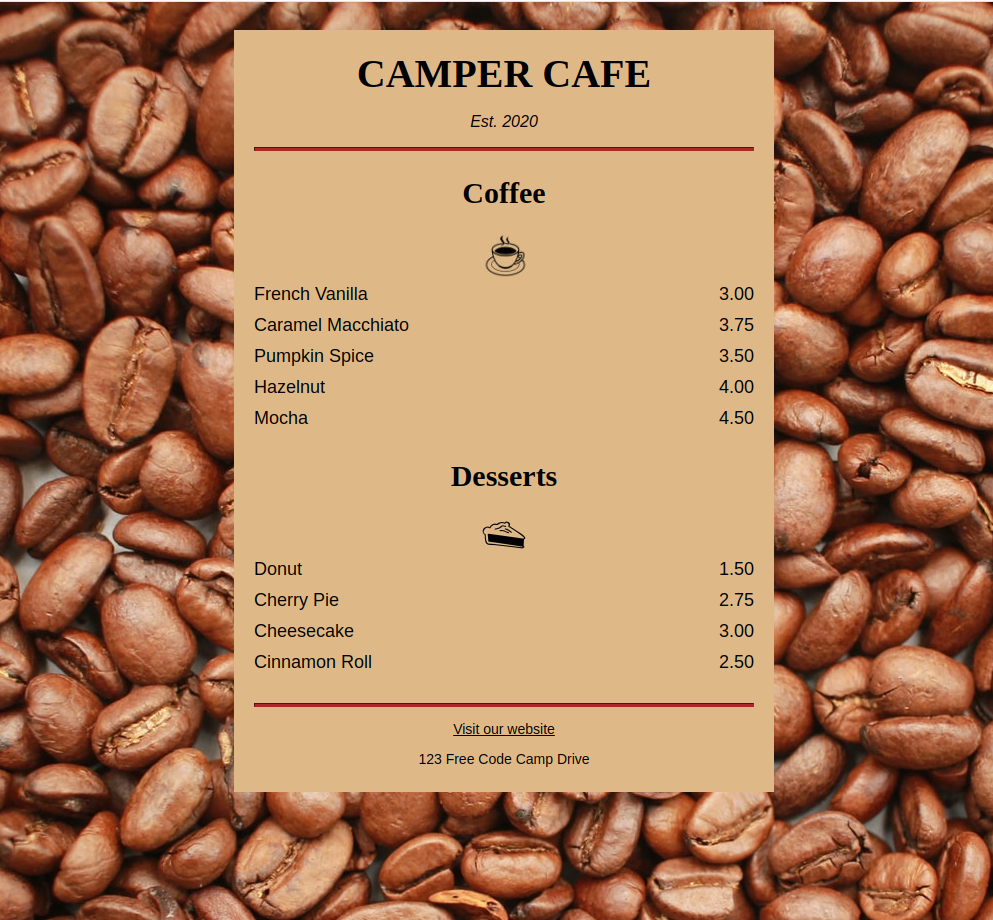 CAMPER CAFE
Est. 2020
Coffee
French Vanilla 3.00
Caramel Macchiato 3.75
Pumpkin Spice 3.50
Hazelnut 4.00
Mocha 4.50
Desserts
Donut 1.50
Cherry Pie 2.75
Cheesecake 3.00
Cinnamon Roll 2.50
Visit our website
123 Free Code Camp Drive